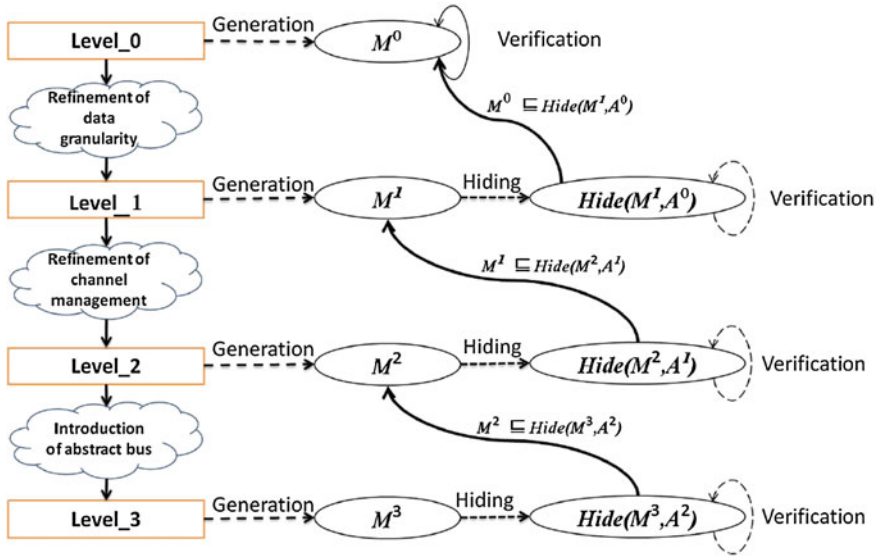 Level_0
Generation
M⁰
Verification
Refinement of
data
granularity
M⁰ ⊑ Hide(M¹,A⁰)
Level_1
Generation
M¹
Hiding
Hide(M¹,A⁰)
Verification
Refinement of
channel
management
M¹ ⊑ Hide(M²,A¹)
Level_2
Generation
M²
Hiding
Hide(M²,A¹)
Verification
Introduction
of abstract bus
M² ⊑ Hide(M³,A²)
Level_3
Generation
M³
Hiding
Hide(M³,A²)
Verification